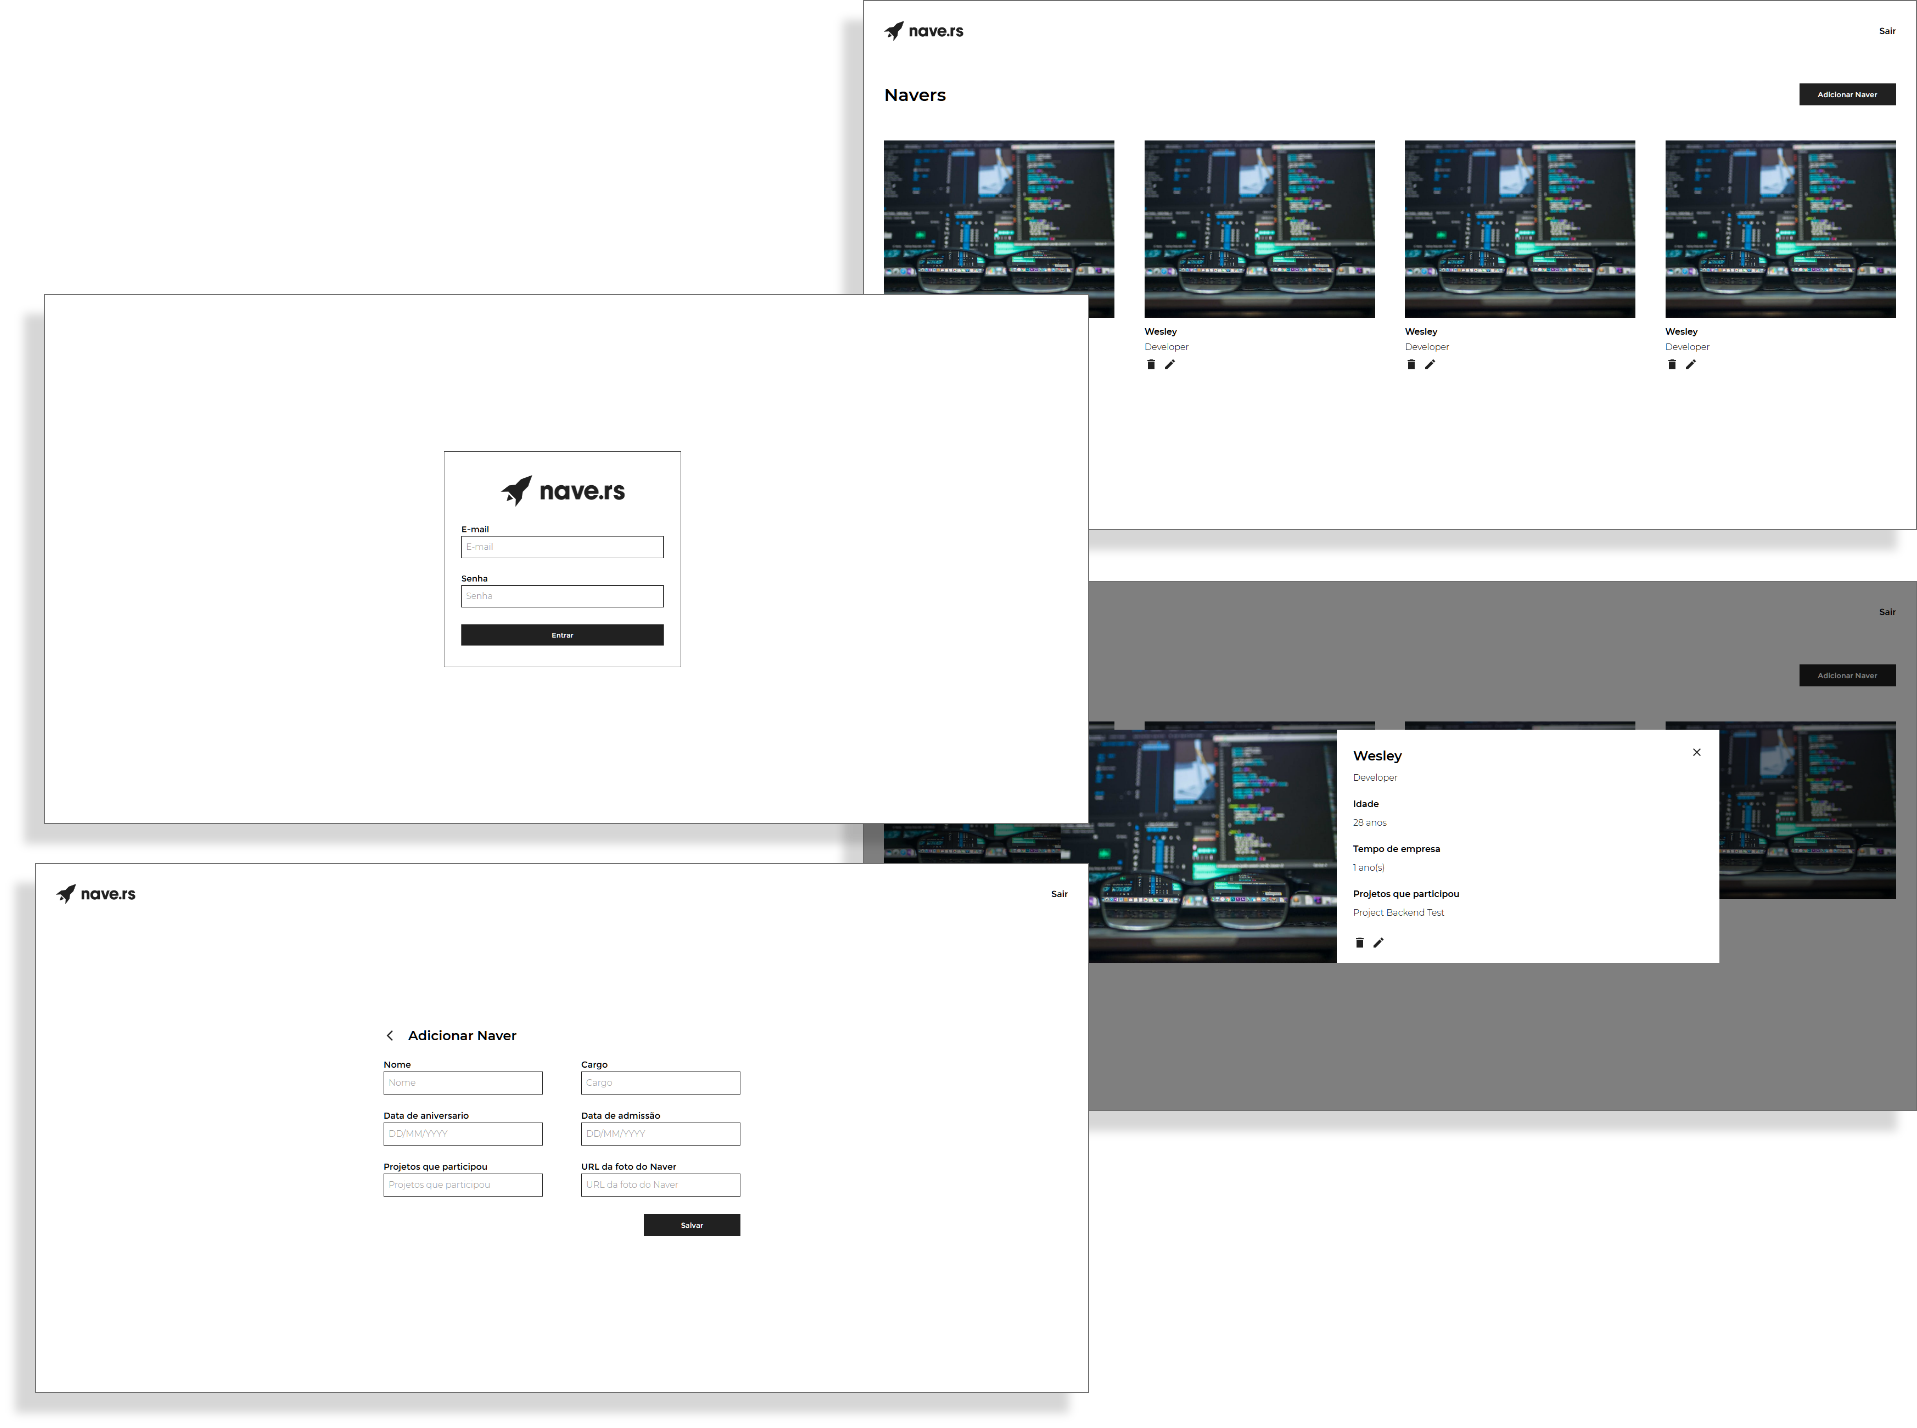 nave.rs
Sair
Navers
Adicionar Naver
Wesley
Developer
Wesley
Developer
Wesley
Developer
nave.rs
E-mail
E-mail
Senha
Senha
Entrar
Sair
Adicionar Naver
Wesley
Developer
Idade
28 anos
Tempo de empresa
1 ano(s)
Projetos que participou
Project Backend Test
nave.rs
Sair
Adicionar Naver
Nome
Nome
Cargo
Cargo
Data de aniversario
DD/MM/YYYY
Data de admissão
DD/MM/YYYY
Projetos que participou
Projetos que participou
URL da foto do Naver
URL da foto do Naver
Salvar